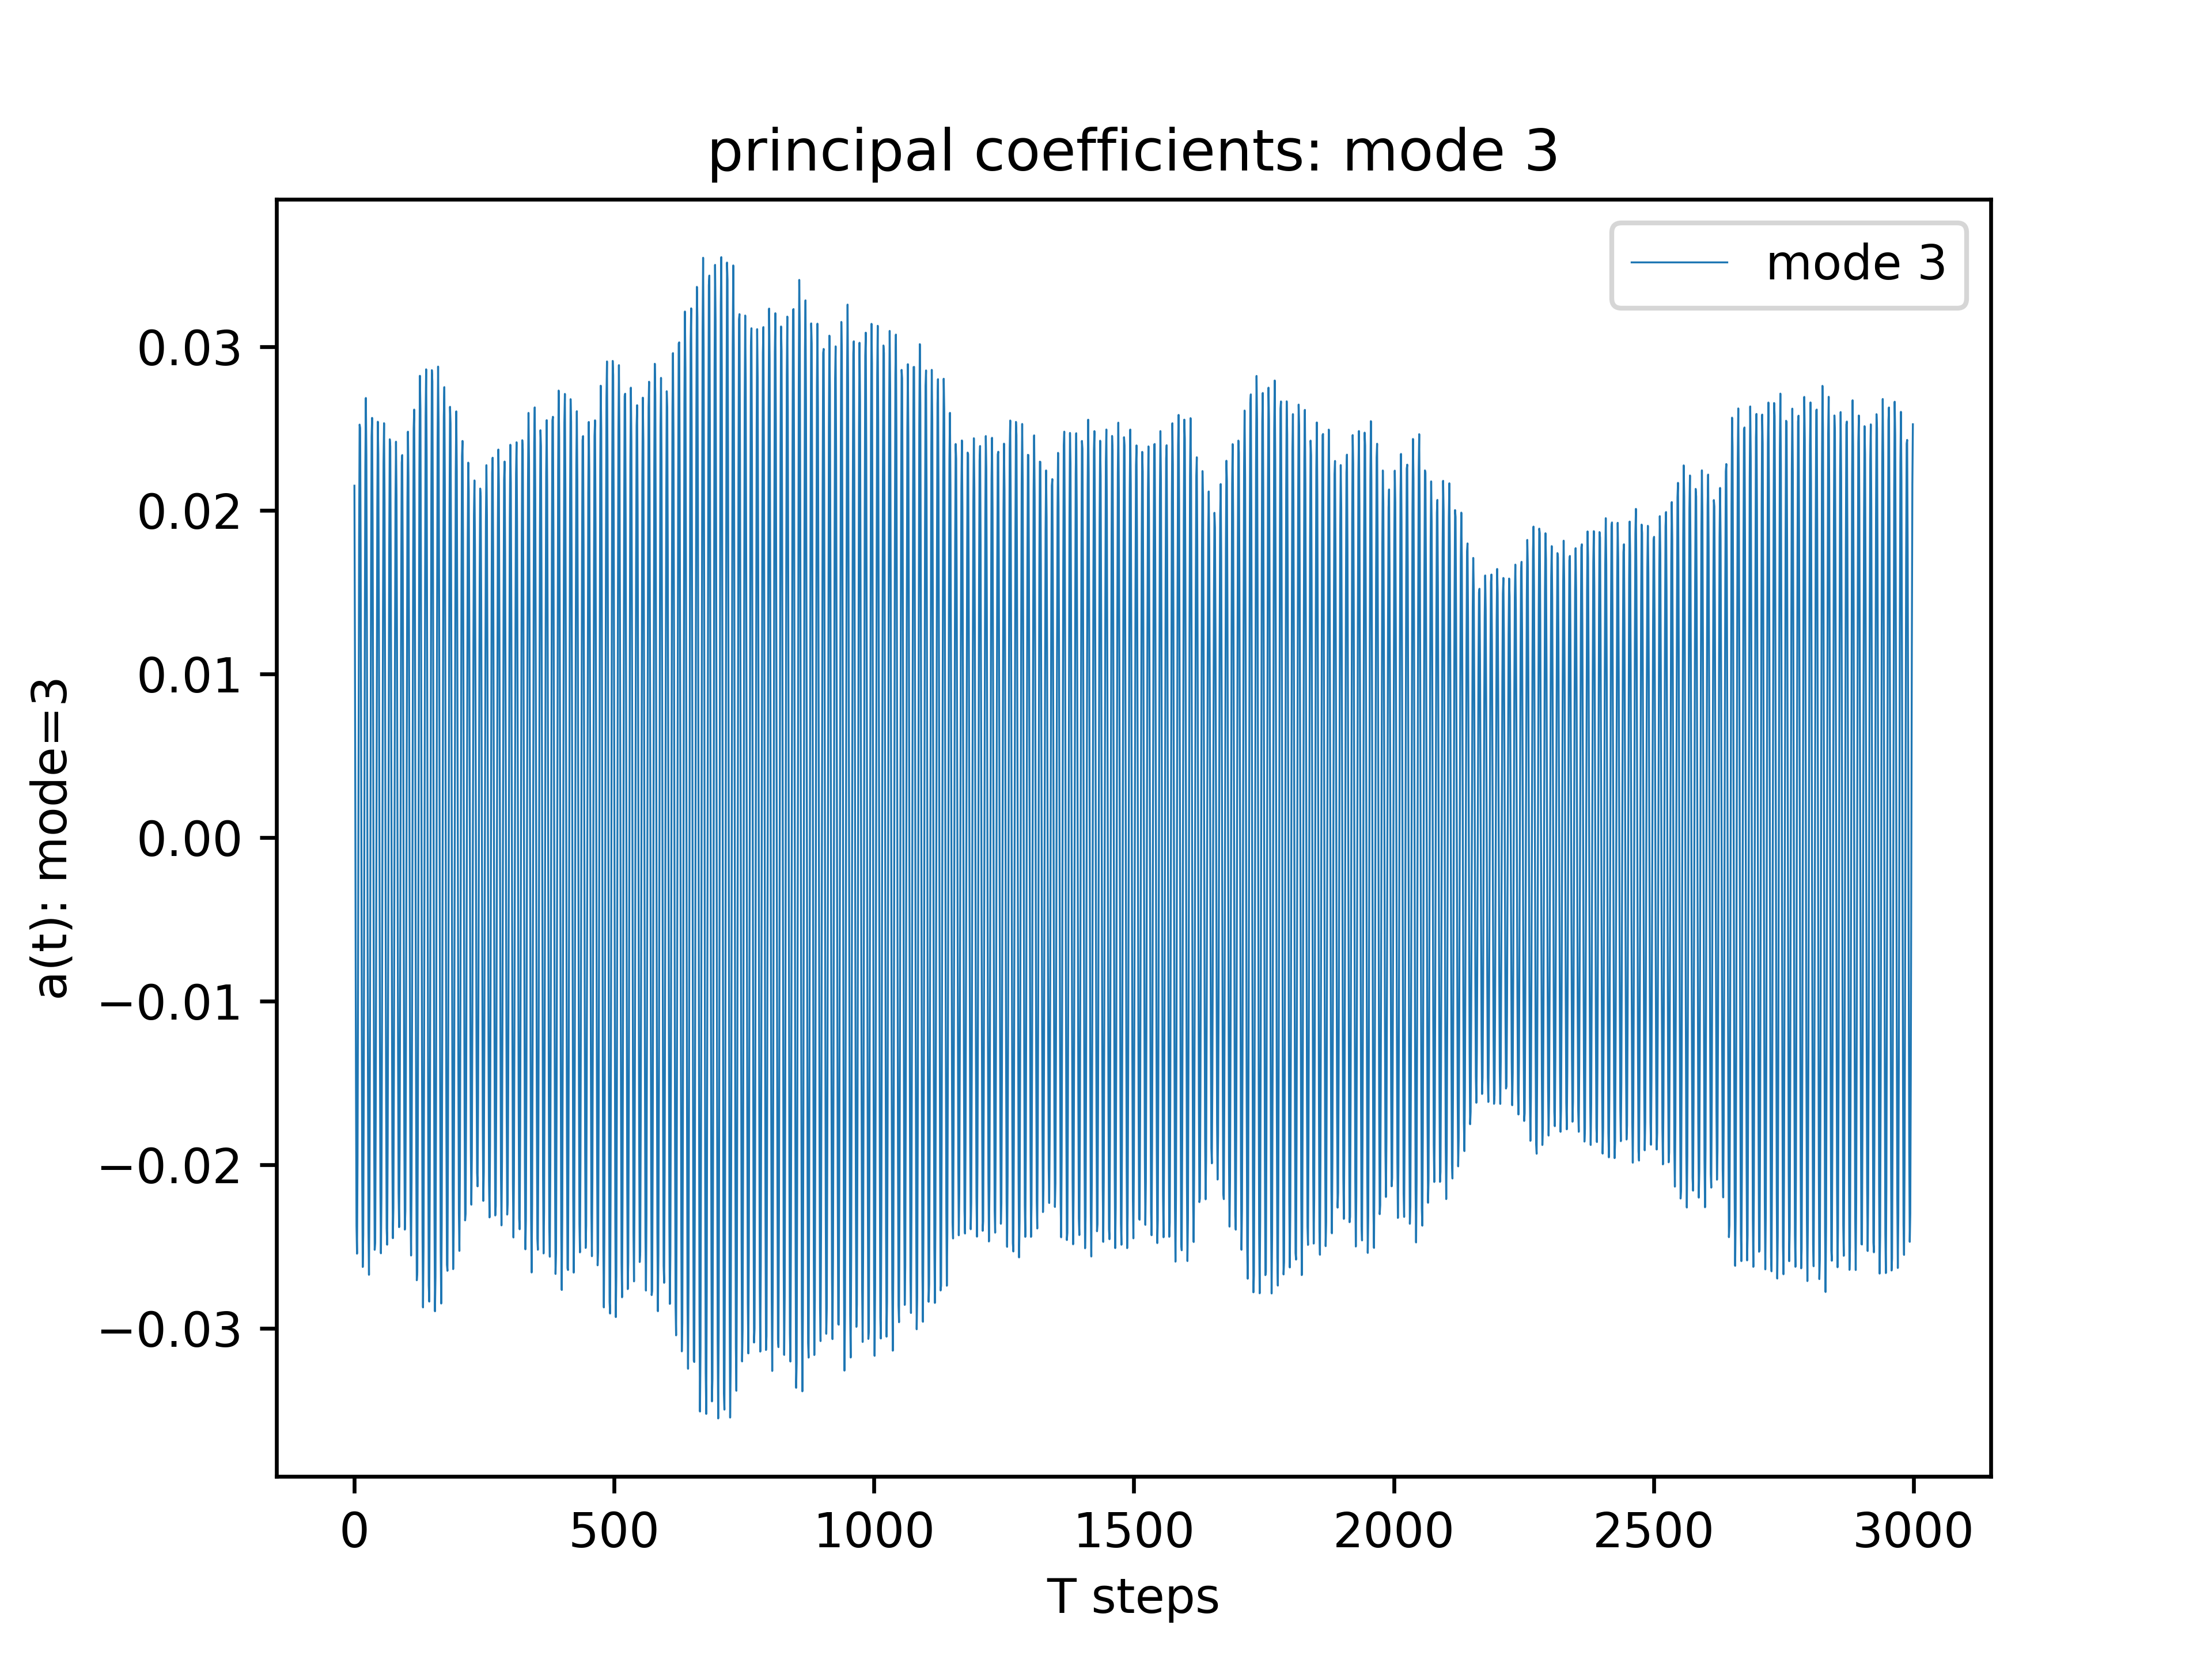 principal coefficients: mode 3
mode 3
0.03
0.02
0.01
0.00
−0.01
−0.02
−0.03
a(t): mode=3
0 500 1000 1500 2000 2500 3000
T steps